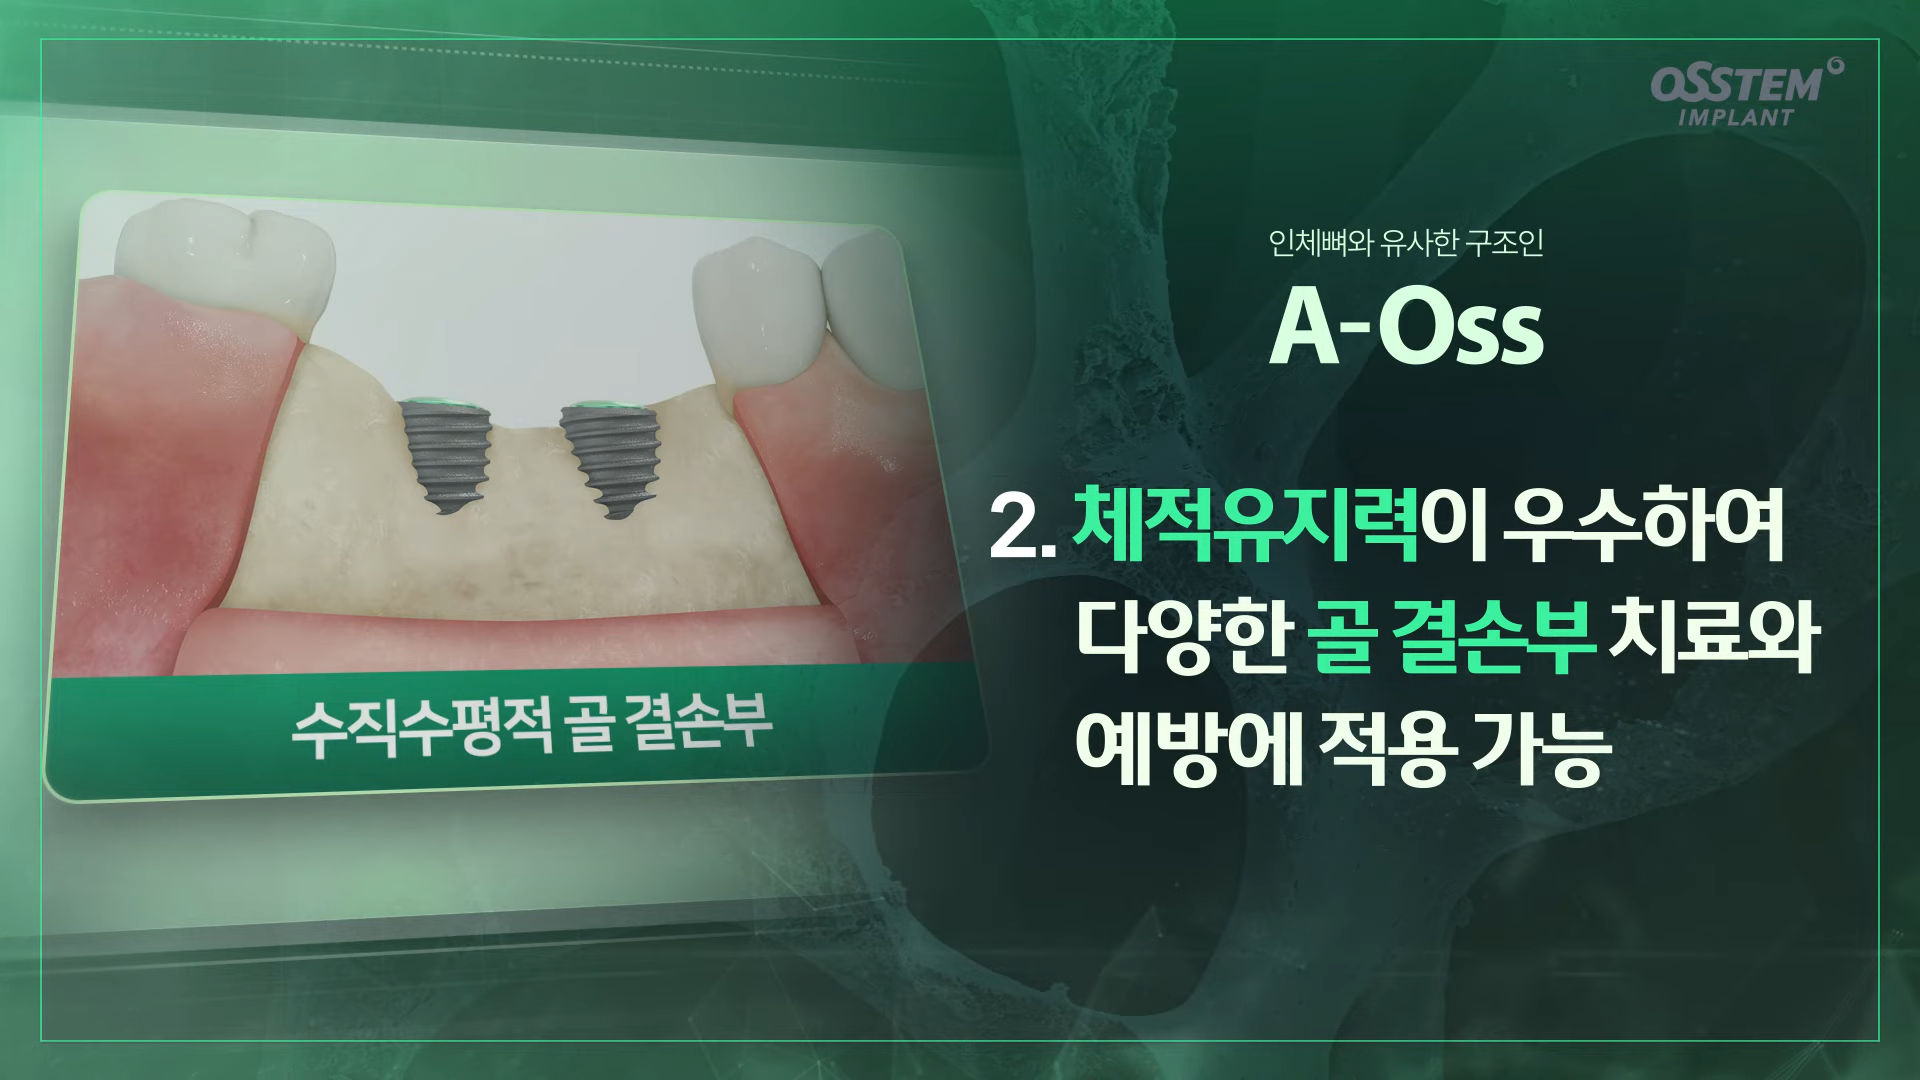 OSSTEM
IMPLANT
인체뼈와 유사한 구조인
A-Oss
2. 체적유지력이 우수하여
다양한 골 결손부 치료와
예방에 적용 가능
수직수평적 골 결손부